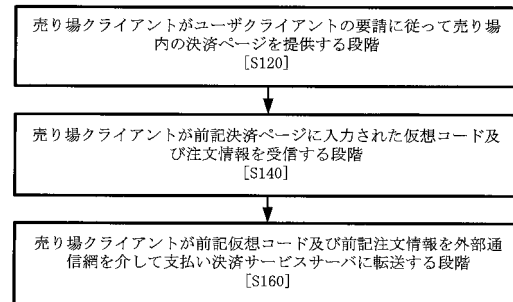 売り場クライアントがユーザクライアントの要請に従って売り場
内の決済ページを提供する段階
[S120]
売り場クライアントが前記決済ページに入力された仮想コード及
び注文情報を受信する段階
[S140]
売り場クライアントが前記仮想コード及び前記注文情報を外部通
信網を介して支払い決済サービスサーバに転送する段階
[S160]